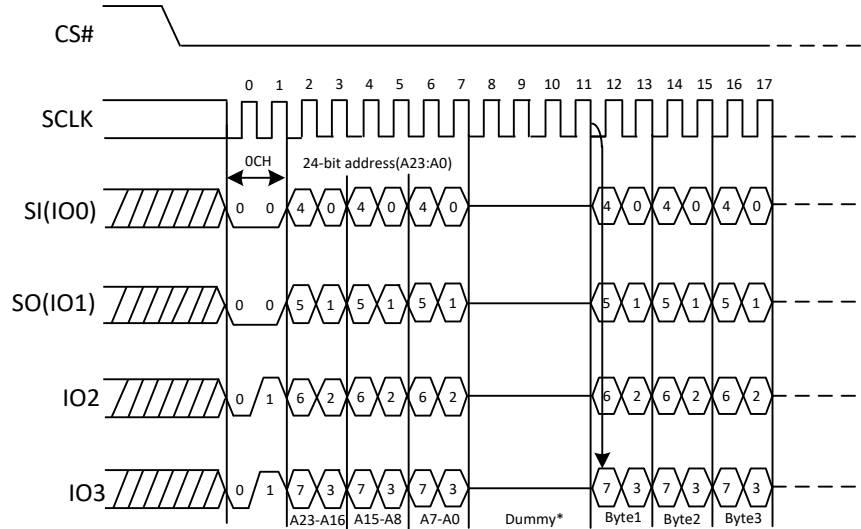 CS#
0 1 2 3 4 5 6 7 8 9 10 11 12 13 14 15 16 17
SCLK
0CH 24-bit address(A23:A0)
SI(IO0) 0 0 4 0 4 0 4 0 4 0 4 0 4 0
SO(IO1) 0 0 5 1 5 1 5 1 5 1 5 1 5 1
IO2 0 1 6 2 6 2 6 2 6 2 6 2 6 2
IO3 0 1 7 3 7 3 7 3 7 3 7 3 7 3
A23-A16 A15-A8 A7-A0 Dummy* Byte1 Byte2 Byte3